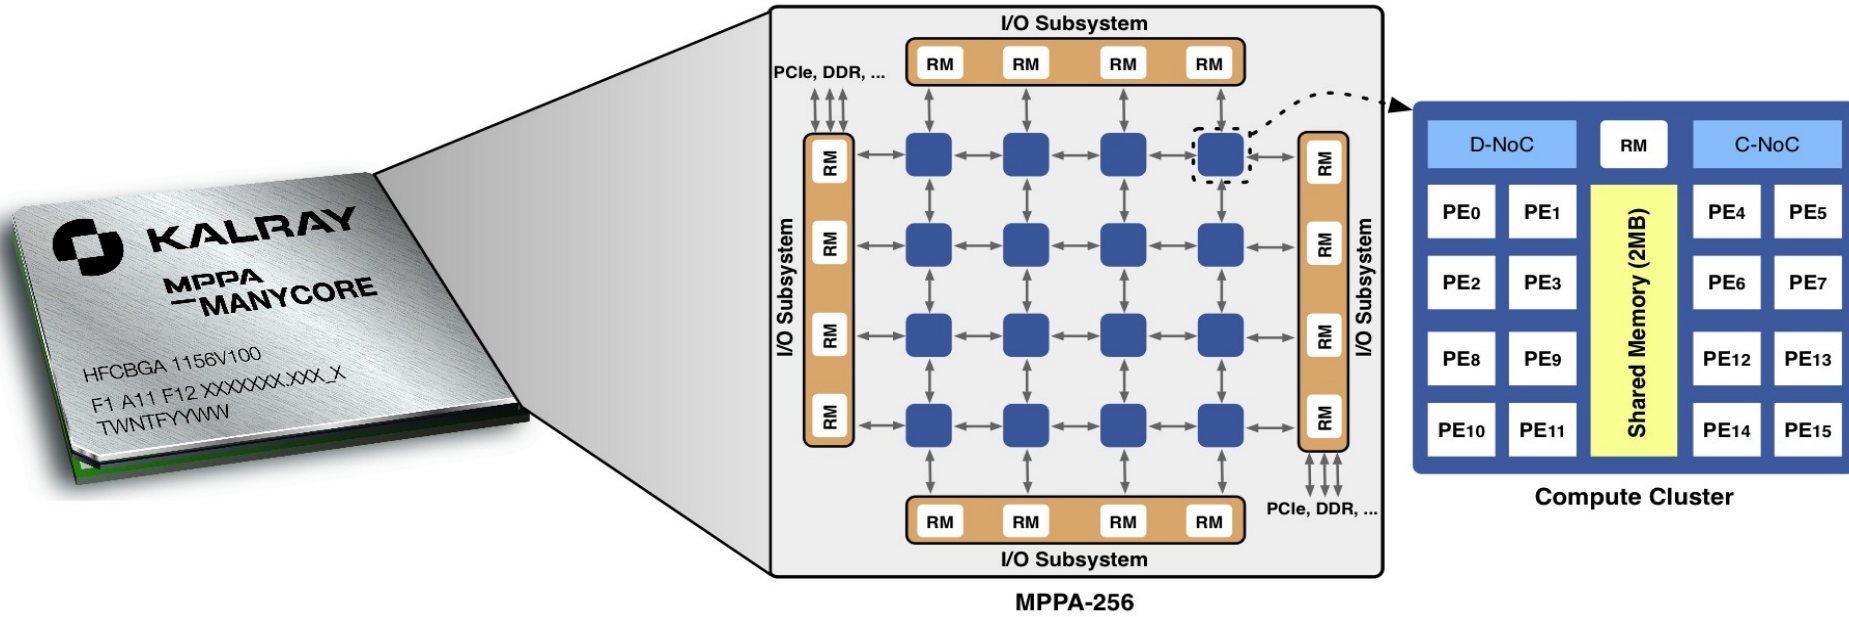 KALRAY
MPPA
MANYCORE
HFCBGA 1156V100
F1 A11 F12 XXXXXXX.XXX_X
TWNTFYYWW
I/O Subsystem
RM RM RM RM
PCIe, DDR, ...
I/O Subsystem
RM
RM
RM
RM
RM
RM
RM
RM
I/O Subsystem
PCIe, DDR, ...
RM RM RM RM
I/O Subsystem
MPPA-256
D-NoC RM C-NoC
PE0 PE1 PE4 PE5
PE2 PE3 PE6 PE7
Shared Memory (2MB)
PE8 PE9 PE12 PE13
PE10 PE11 PE14 PE15
Compute Cluster